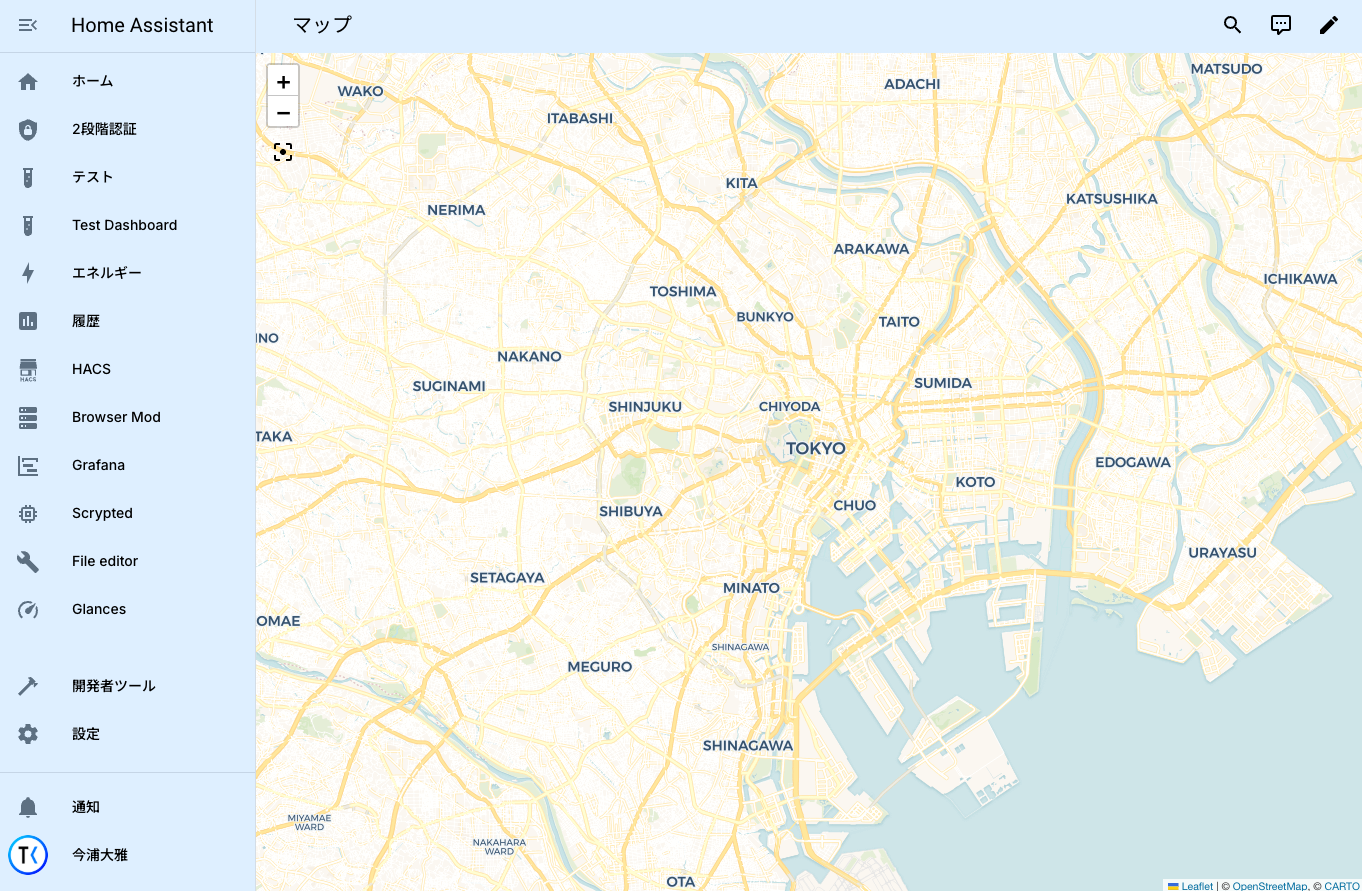 Home Assistant
マップ
ホーム
2段階認証
テスト
Test Dashboard
エネルギー
履歴
HACS
HACS
Browser Mod
Grafana
Scrypted
File editor
Glances
開発者ツール
設定
通知
今浦大雅
+
−
MATSUDO
WAKO
ADACHI
ITABASHI
KITA
KATSUSHIKA
NERIMA
ARAKAWA
ICHIKAWA
TOSHIMA
BUNKYO
TAITO
INO
NAKANO
SUGINAMI
SUMIDA
SHINJUKU
CHIYODA
TAKA
TOKYO
EDOGAWA
KOTO
CHUO
SHIBUYA
URAYASU
SETAGAYA
MINATO
OMAE
SHINAGAWA
MEGURO
SHINAGAWA
MIYAMAE
WARD
NAKAHARA
WARD
OTA
Leaflet | © OpenStreetMap, © CARTO